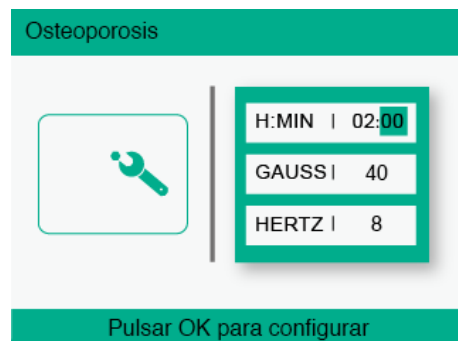 Osteoporosis
H:MIN | 02:00
GAUSS | 40
HERTZ | 8
Pulsar OK para configurar